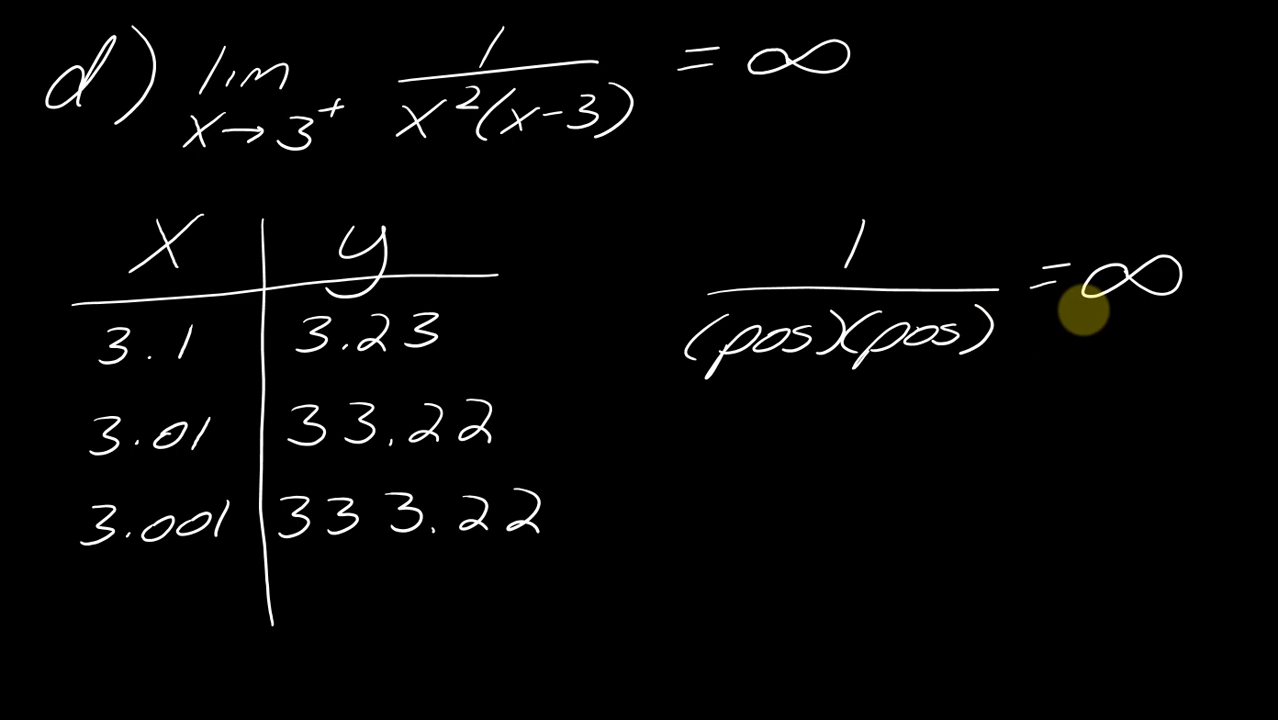 d) lim x→3⁺ 1/(x²(x-3)) = ∞
x | y
3.1 | 3.23
3.01 | 33.22
3.001 | 333.22
1/((pos)(pos)) = ∞